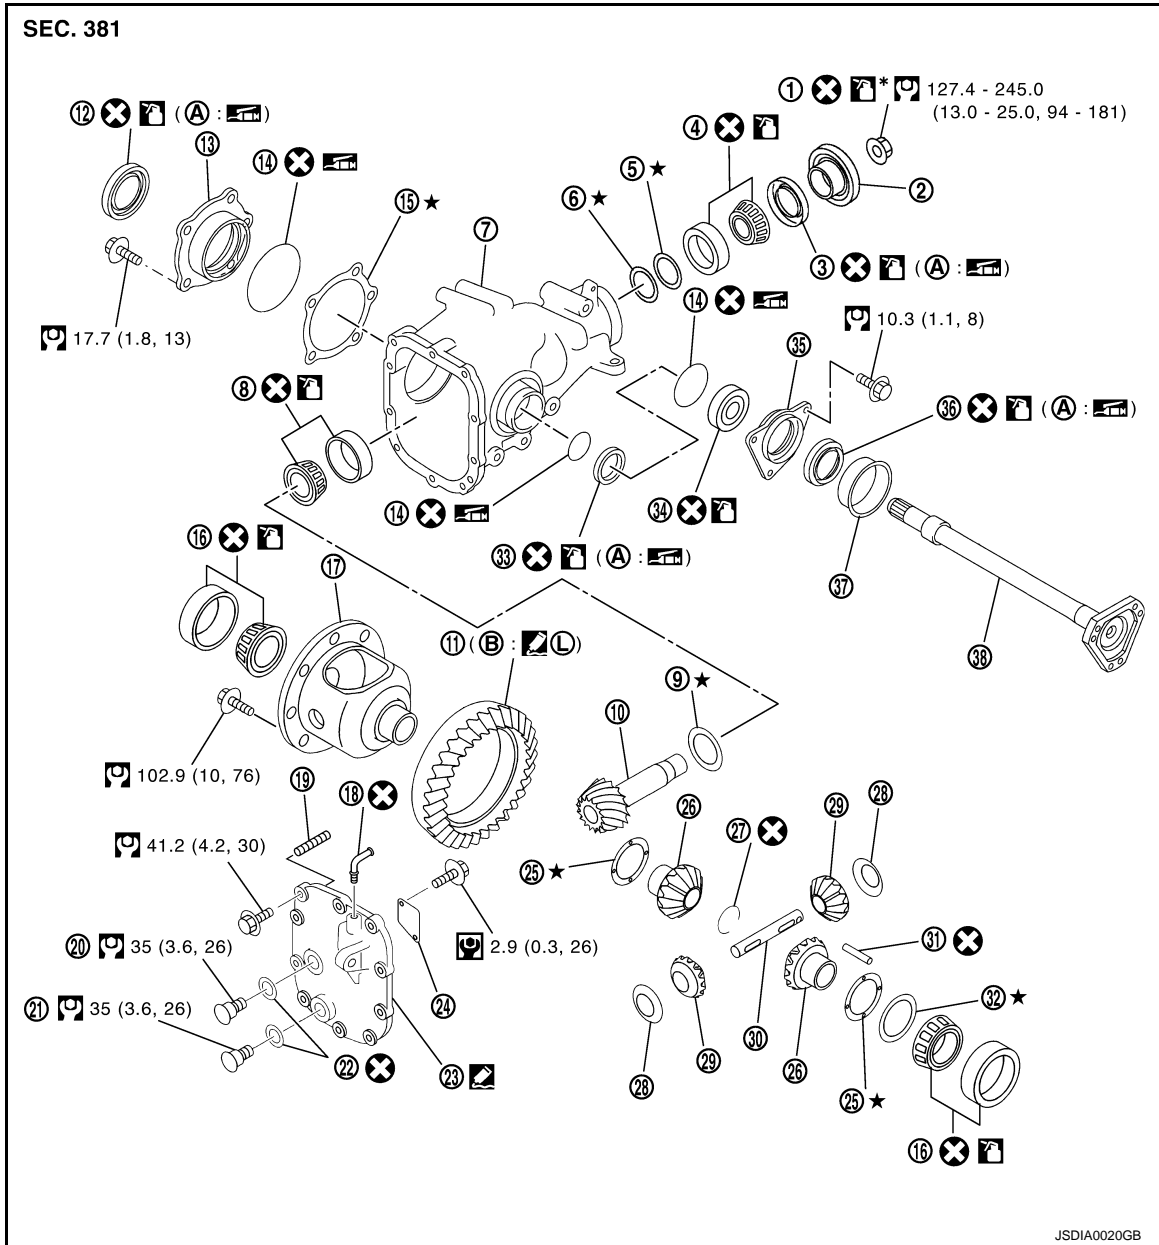 SEC. 381
① * 127.4 - 245.0
(13.0 - 25.0, 94 - 181)
⑫ (Ⓐ : )
④
⑬
⑭
⑤ ★
②
⑥ ★
⑮ ★
⑦
③ (Ⓐ : )
⑭
10.3 (1.1, 8)
17.7 (1.8, 13)
㉟
⑧
㊱ (Ⓐ : )
⑭
㉞
⑯
㉝ (Ⓐ : )
⑰
㊲
⑪ (Ⓑ : Ⓛ)
㊳
⑨ ★
⑩
102.9 (10, 76)
⑲
⑱
㉖
㉙
㉘
㉗
41.2 (4.2, 30)
㉕ ★
⑳ 35 (3.6, 26)
2.9 (0.3, 26)
㉛
㉑ 35 (3.6, 26)
㉔
㉜ ★
㉚
㉙
㉒
㉓
㉖
㉘
㉕ ★
⑯
JSDIA0020GB